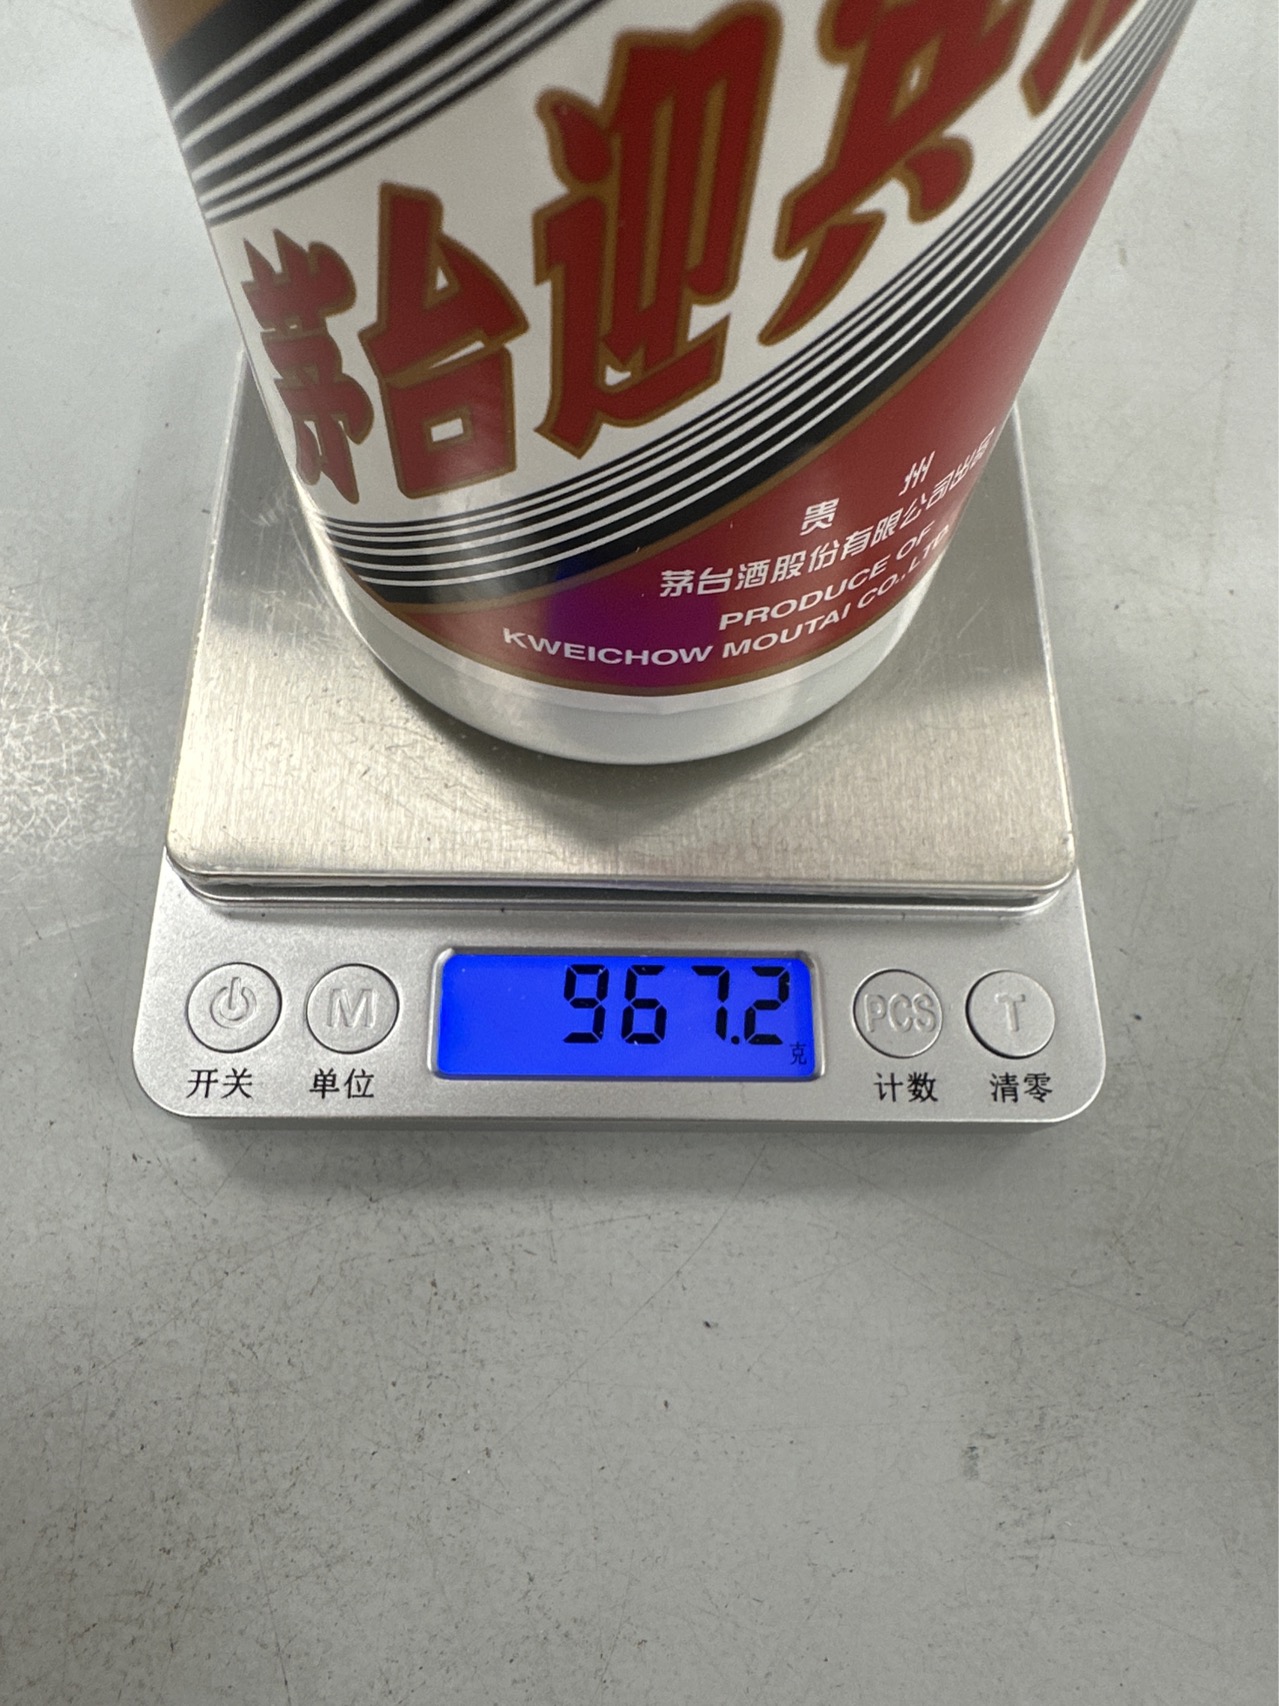 茅台迎宾
贵 州
茅台酒股份有限公司出品
PRODUCE OF
KWEICHOW MOUTAI CO., LTD.
967.2
克
M
PCS
T
开关
单位
计数
清零